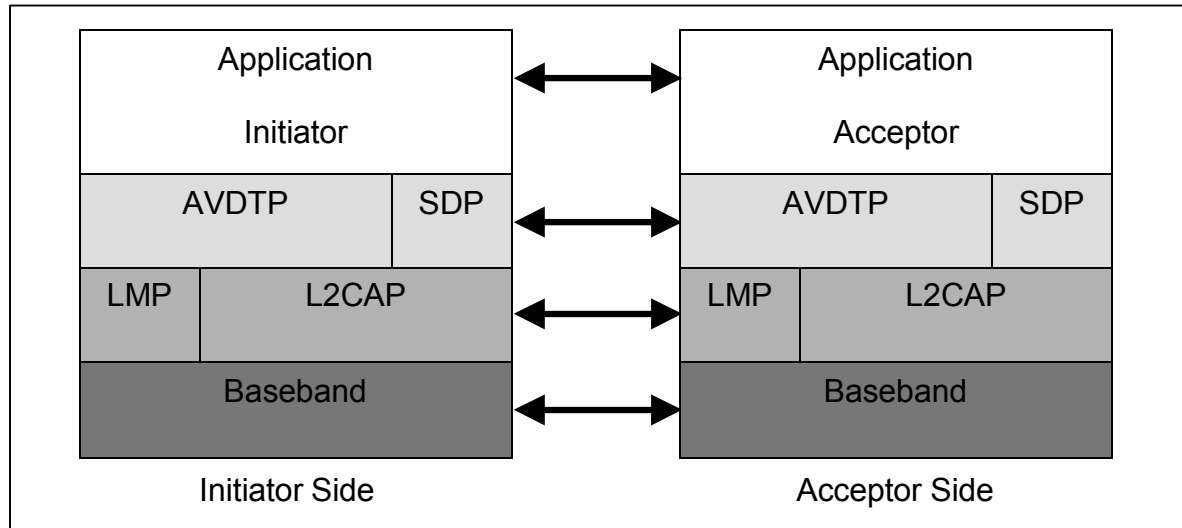 Application
Initiator
AVDTP
SDP
LMP
L2CAP
Baseband
Initiator Side
Application
Acceptor
AVDTP
SDP
LMP
L2CAP
Baseband
Acceptor Side